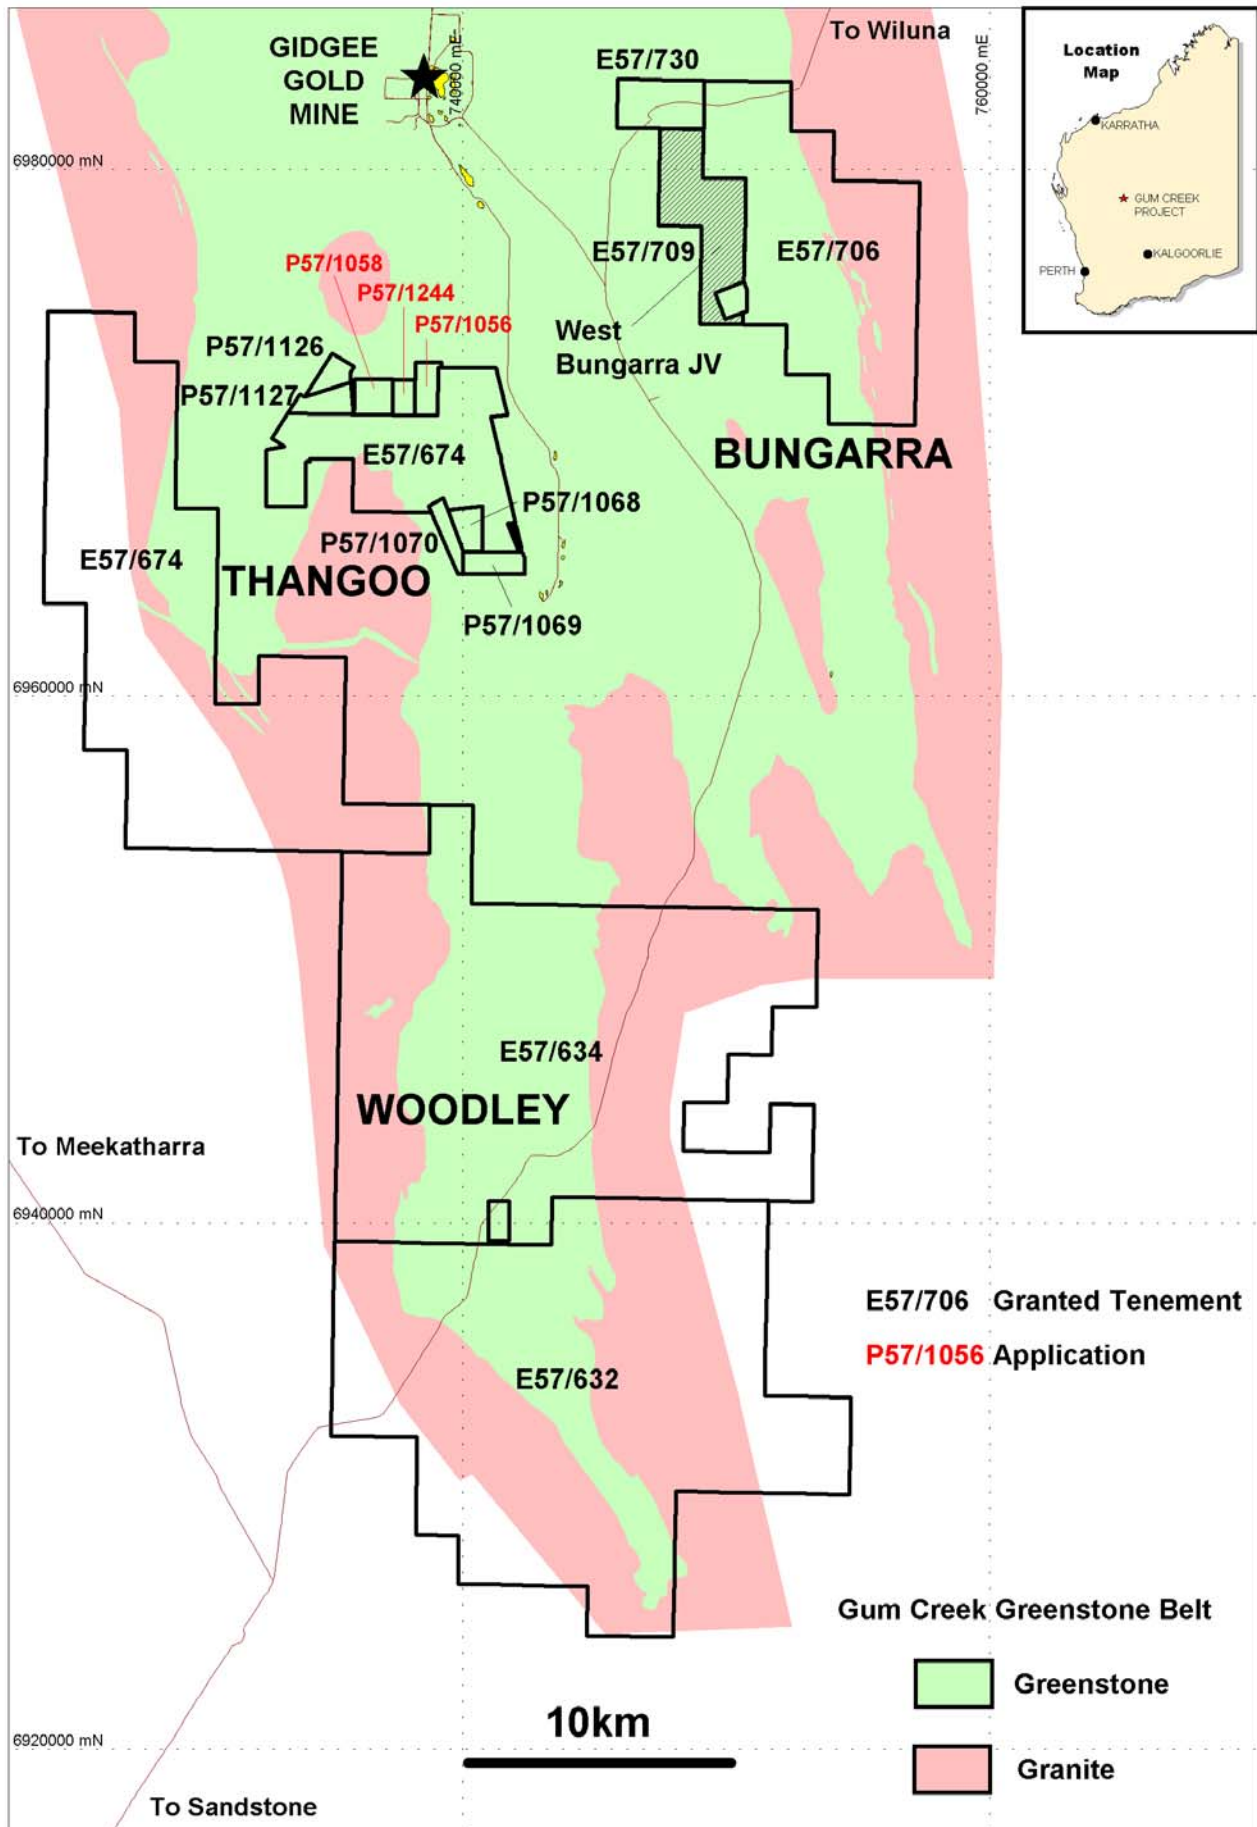 To Wiluna
GIDGEE
GOLD
MINE
740000 mE
E57/730
760000 mE
Location
Map
KARRATHA
GUM CREEK
PROJECT
KALGOORLIE
PERTH
6980000 mN
E57/709
E57/706
P57/1058
P57/1244
P57/1056
West
Bungarra JV
P57/1126
P57/1127
E57/674
BUNGARRA
P57/1068
P57/1070
E57/674
THANGOO
P57/1069
6960000 mN
E57/634
WOODLEY
To Meekatharra
6940000 mN
E57/706 Granted Tenement
P57/1056 Application
E57/632
Gum Creek Greenstone Belt
Greenstone
10km
6920000 mN
Granite
To Sandstone